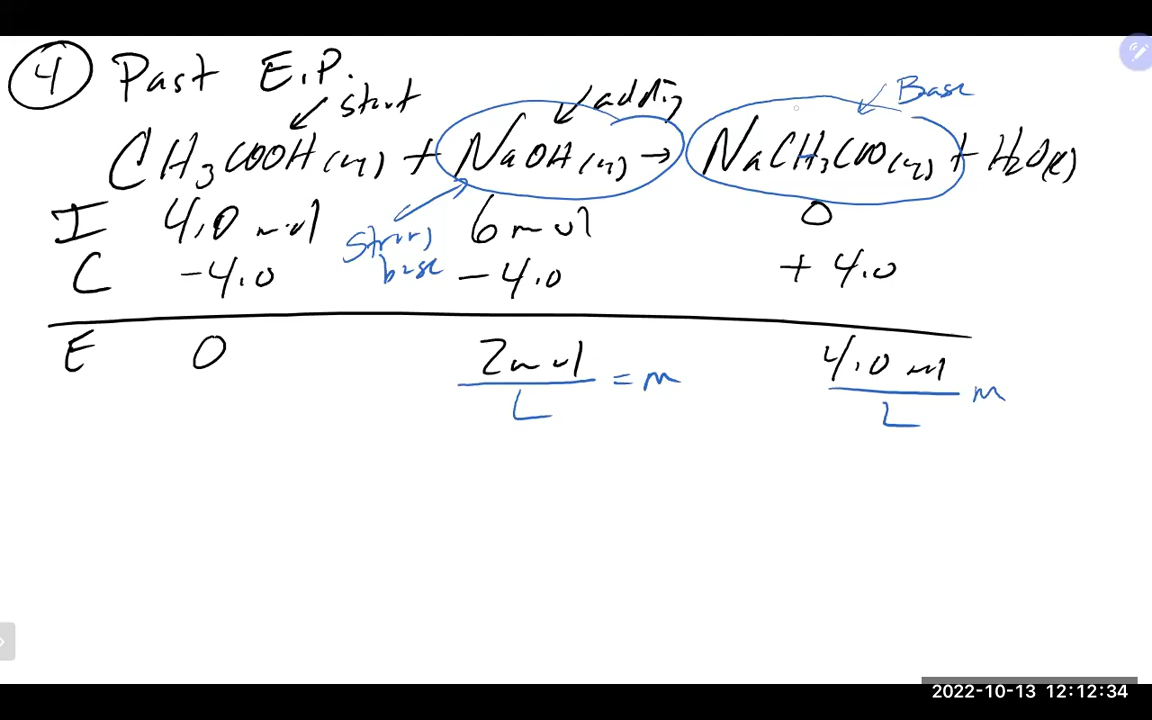 ④ Past E.P.
start
adding
Base
CH₃COOH(aq) + NaOH(aq) → NaCH₃COO(aq) + H₂O(l)
I 4.0 mol 6 mol 0
Strong base
C -4.0 -4.0 + 4.0
E 0 2 mol / L = M 4.0 mol / L M
2022-10-13 12:12:34